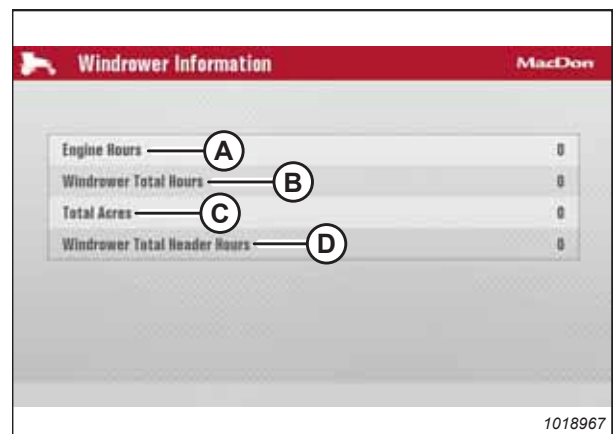 Windrower Information MacDon
Engine Hours A 0
Windrower Total Hours B 0
Total Acres C 0
Windrower Total Header Hours D 0
1018967